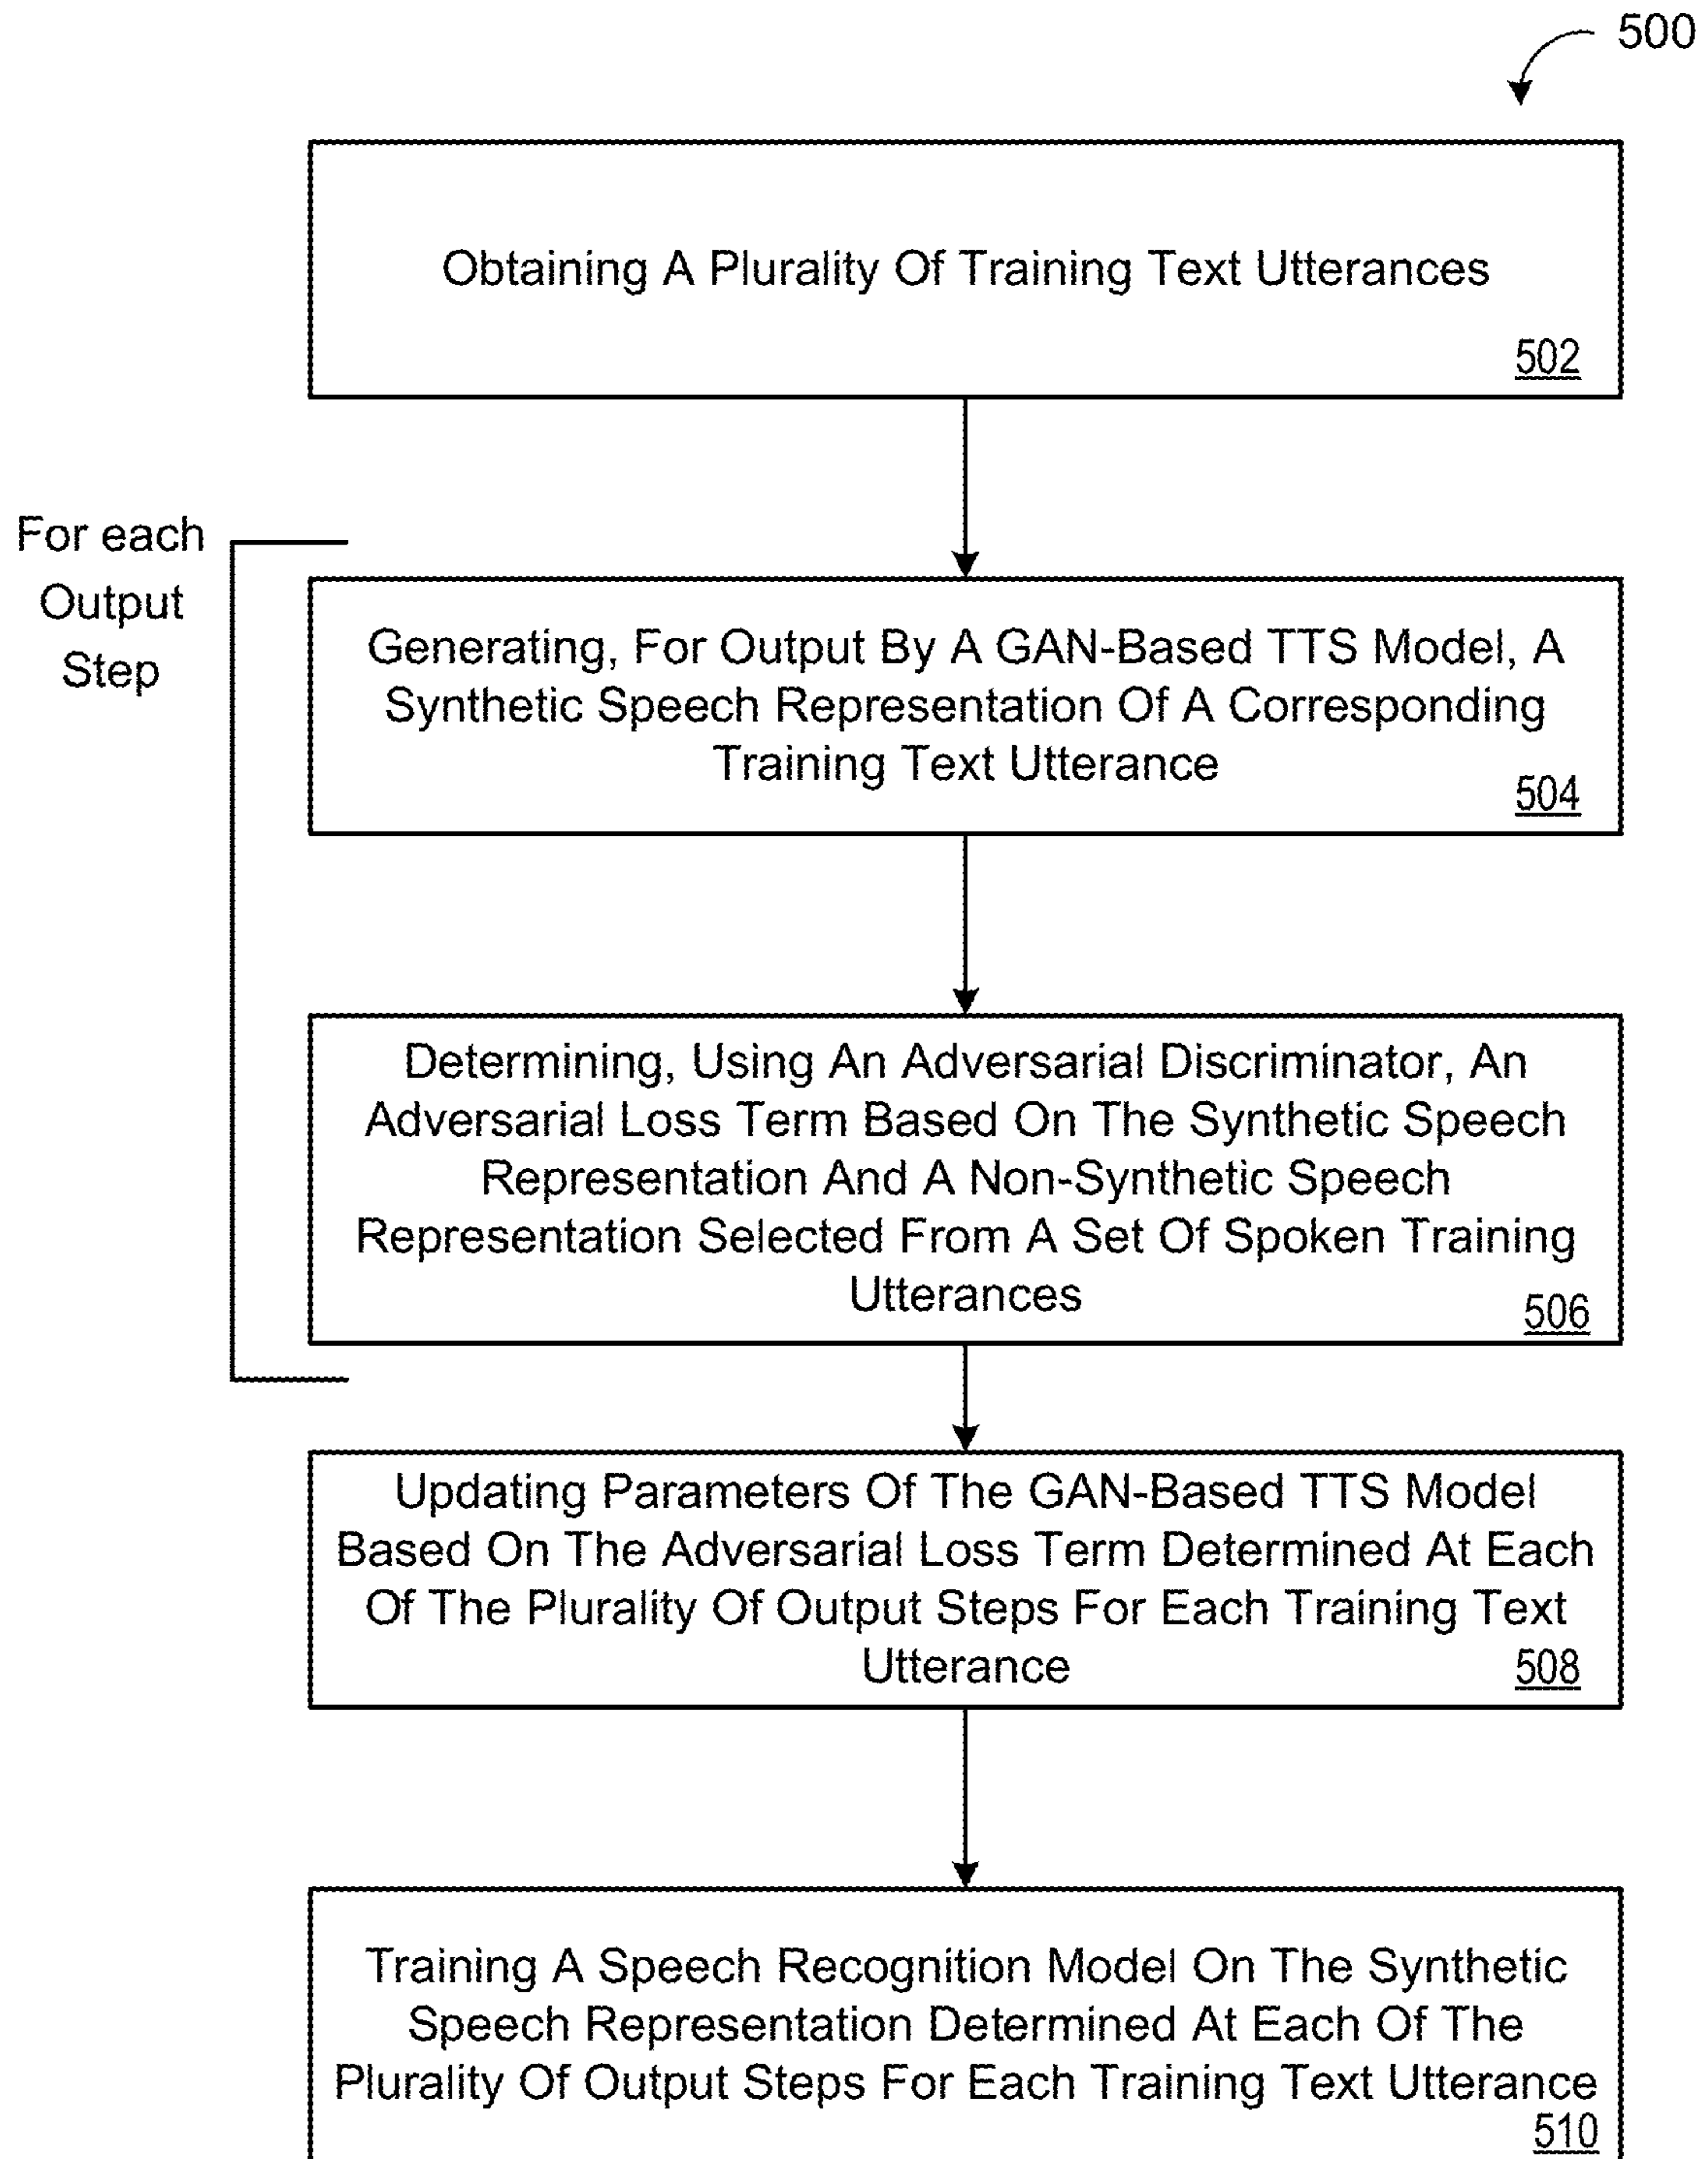 500
Obtaining A Plurality Of Training Text Utterances
502
For each
Output
Step
Generating, For Output By A GAN-Based TTS Model, A
Synthetic Speech Representation Of A Corresponding
Training Text Utterance
504
Determining, Using An Adversarial Discriminator, An
Adversarial Loss Term Based On The Synthetic Speech
Representation And A Non-Synthetic Speech
Representation Selected From A Set Of Spoken Training
Utterances
506
Updating Parameters Of The GAN-Based TTS Model
Based On The Adversarial Loss Term Determined At Each
Of The Plurality Of Output Steps For Each Training Text
Utterance
508
Training A Speech Recognition Model On The Synthetic
Speech Representation Determined At Each Of The
Plurality Of Output Steps For Each Training Text Utterance
510